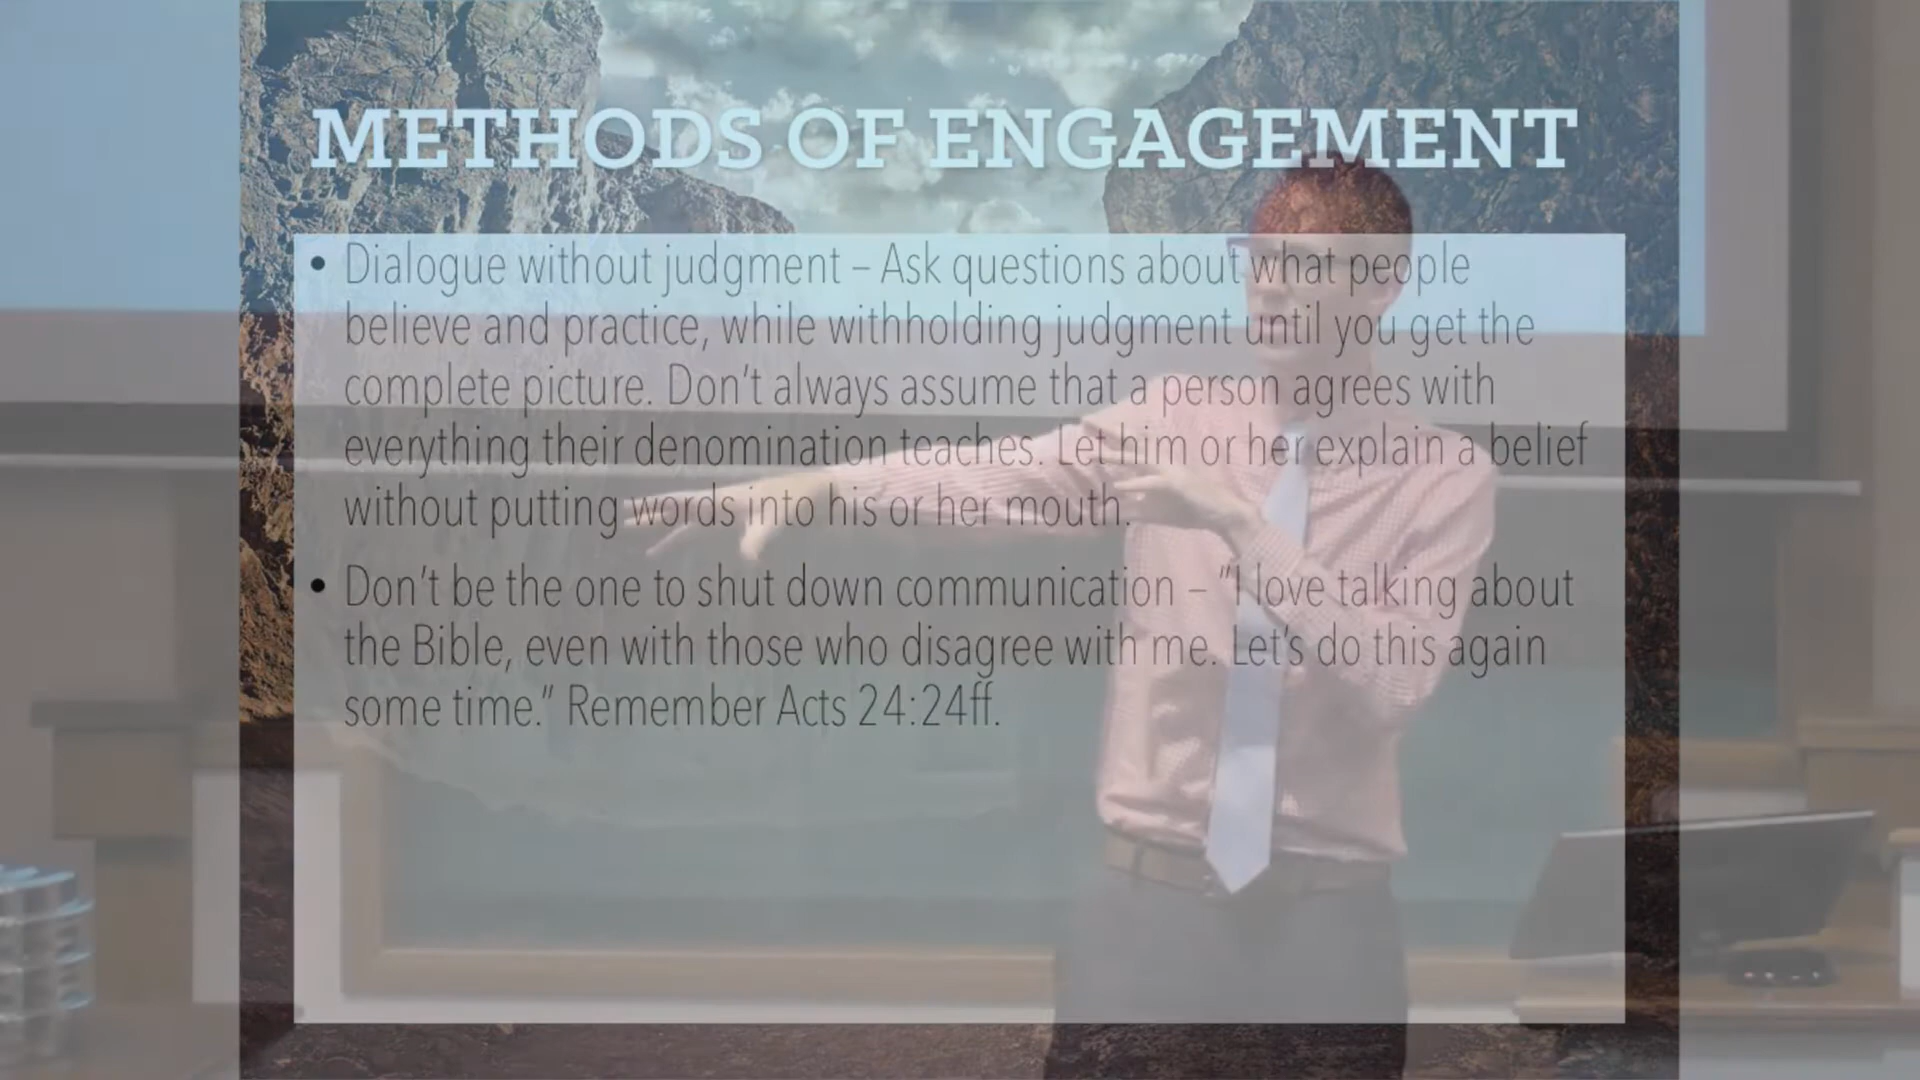 METHODS OF ENGAGEMENT
• Dialogue without judgment – Ask questions about what people
believe and practice, while withholding judgment until you get the
complete picture. Don’t always assume that a person agrees with
everything their denomination teaches. Let him or her explain a belief
without putting words into his or her mouth.
• Don’t be the one to shut down communication – “I love talking about
the Bible, even with those who disagree with me. Let’s do this again
some time.” Remember Acts 24:24ff.